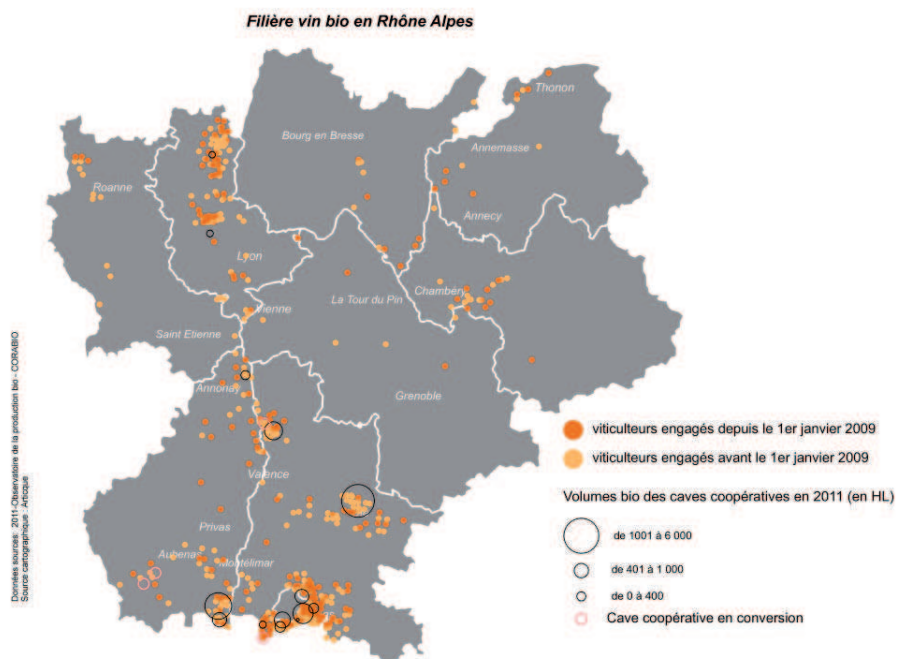 Filière vin bio en Rhône Alpes
Thonon
Bourg en Bresse
Annemasse
Roanne
Annecy
Lyon
Chambéry
La Tour du Pin
Vienne
Saint Etienne
Annonay
Grenoble
Valence
Privas
Aubenas
Montélimar
viticulteurs engagés depuis le 1er janvier 2009
viticulteurs engagés avant le 1er janvier 2009
Volumes bio des caves coopératives en 2011 (en HL)
de 1001 à 6 000
de 401 à 1 000
de 0 à 400
Cave coopérative en conversion
Données sources: 2011-Observatoire de la production bio - CORABIO
Source cartographique : Articque